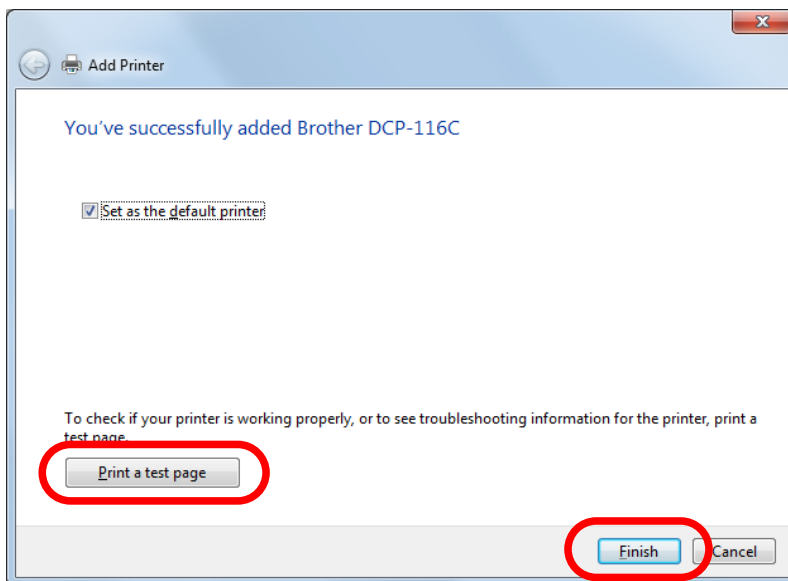 Add Printer
You've successfully added Brother DCP-116C
Set as the default printer
To check if your printer is working properly, or to see troubleshooting information for the printer, print a
test page.
Print a test page
Finish Cancel